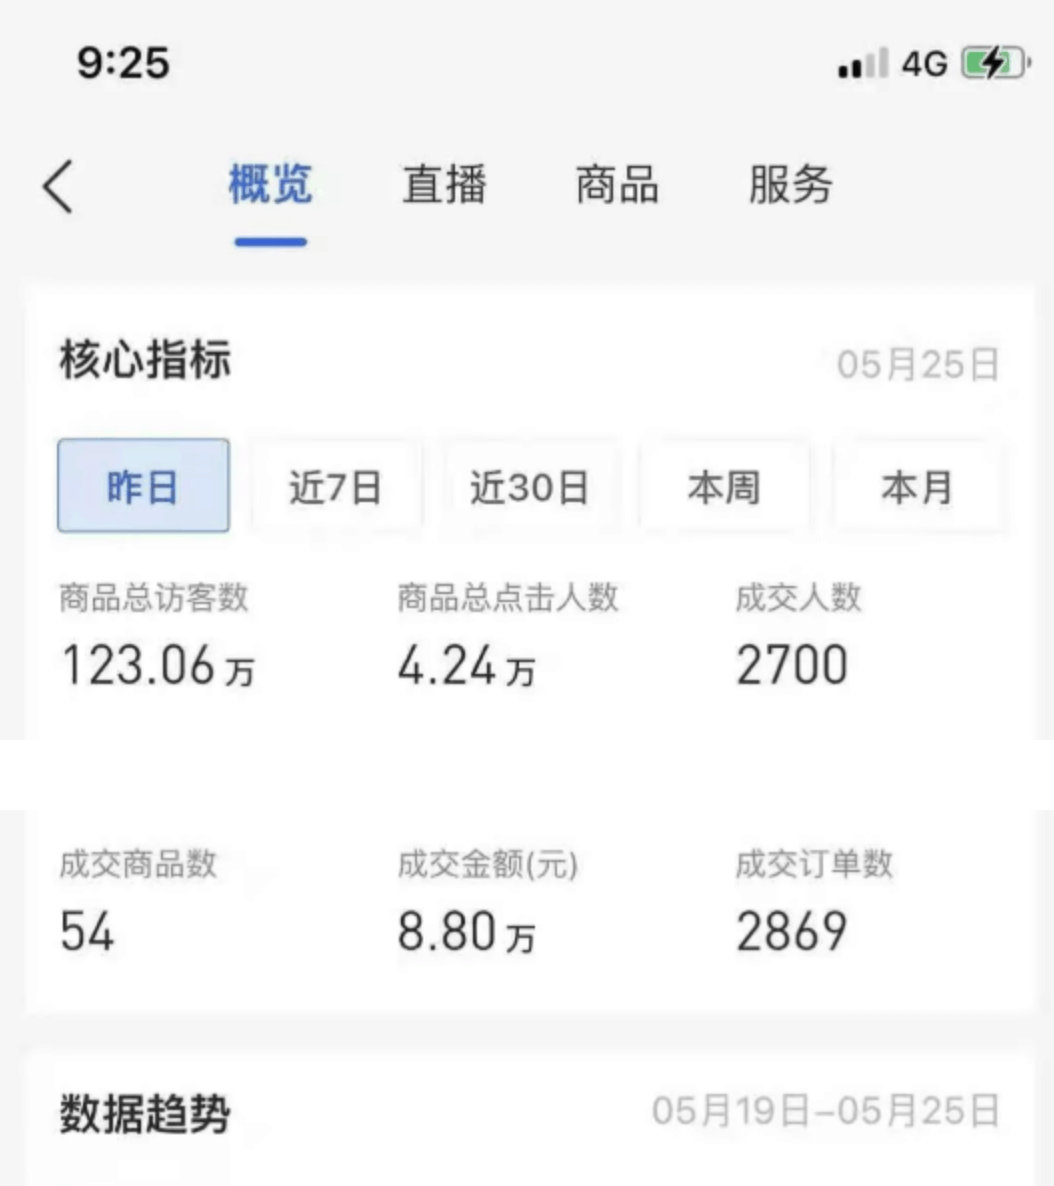 9:25 4G
概览 直播 商品 服务
核心指标 05月25日
昨日 近7日 近30日 本周 本月
商品总访客数 商品总点击人数 成交人数
123.06万 4.24万 2700
成交商品数 成交金额(元) 成交订单数
54 8.80万 2869
数据趋势 05月19日-05月25日